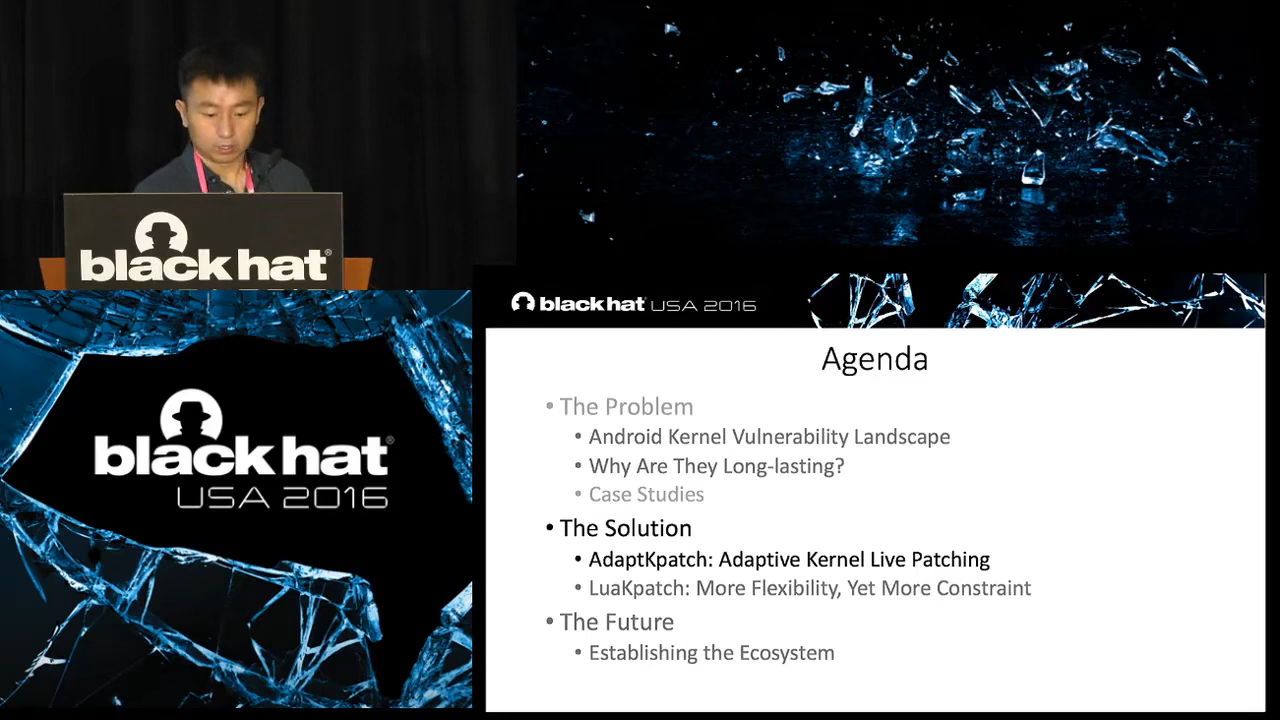 black hat®
black hat®
USA 2016
black hat® USA 2016
Agenda
• The Problem
• Android Kernel Vulnerability Landscape
• Why Are They Long-lasting?
• Case Studies
• The Solution
• AdaptKpatch: Adaptive Kernel Live Patching
• LuaKpatch: More Flexibility, Yet More Constraint
• The Future
• Establishing the Ecosystem